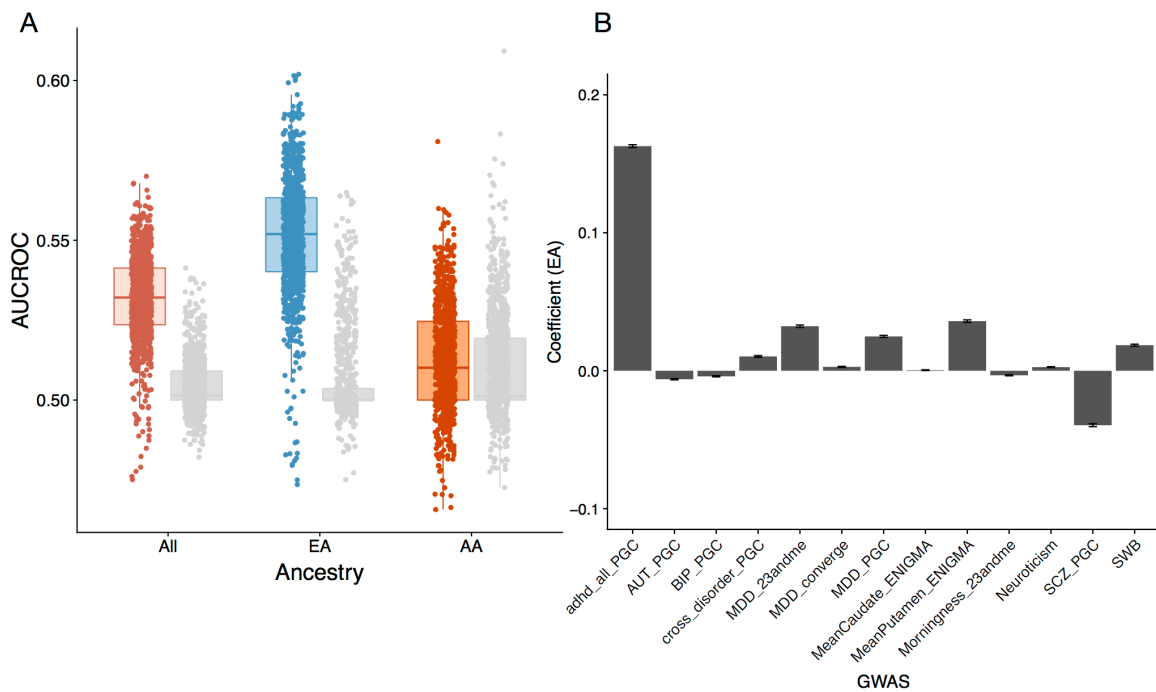 A
AUCROC
0.60
0.55
0.50
All
EA
AA
Ancestry
B
Coefficient (EA)
0.2
0.1
0.0
-0.1
adhd_all_PGC
AUT_PGC
BIP_PGC
cross_disorder_PGC
MDD_23andme
MDD_converge
MDD_PGC
MeanCaudate_ENIGMA
MeanPutamen_ENIGMA
Morningness_23andme
Neuroticism
SCZ_PGC
SWB
GWAS